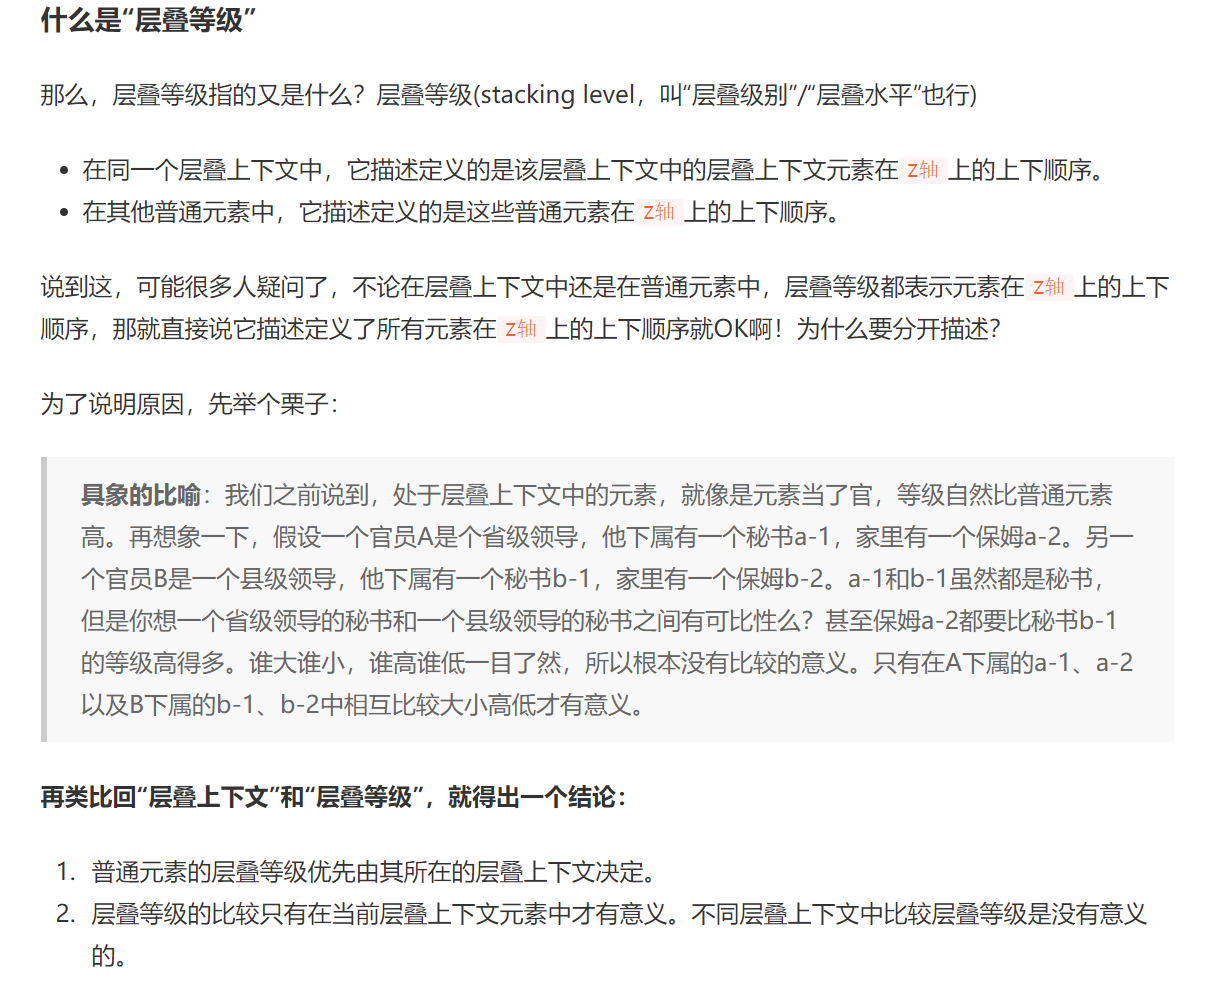 什么是“层叠等级”
那么，层叠等级指的又是什么？层叠等级(stacking level，叫“层叠级别”/“层叠水平”也行)
在同一个层叠上下文中，它描述定义的是该层叠上下文中的层叠上下文元素在Z轴上的上下顺序。
在其他普通元素中，它描述定义的是这些普通元素在Z轴上的上下顺序。
说到这，可能很多人疑问了，不论在层叠上下文中还是在普通元素中，层叠等级都表示元素在Z轴上的上下
顺序，那就直接说它描述定义了所有元素在Z轴上的上下顺序就OK啊！为什么要分开描述？
为了说明原因，先举个栗子：
具象的比喻：我们之前说到，处于层叠上下文中的元素，就像是元素当了官，等级自然比普通元素
高。再想象一下，假设一个官员A是个省级领导，他下属有一个秘书a-1，家里有一个保姆a-2。另一
个官员B是一个县级领导，他下属有一个秘书b-1，家里有一个保姆b-2。a-1和b-1虽然都是秘书，
但是你想一个省级领导的秘书和一个县级领导的秘书之间有可比性么？甚至保姆a-2都要比秘书b-1
的等级高得多。谁大谁小，谁高谁低一目了然，所以根本没有比较的意义。只有在A下属的a-1、a-2
以及B下属的b-1、b-2中相互比较大小高低才有意义。
再类比回“层叠上下文”和“层叠等级”，就得出一个结论：
1. 普通元素的层叠等级优先由其所在的层叠上下文决定。
2. 层叠等级的比较只有在当前层叠上下文元素中才有意义。不同层叠上下文中比较层叠等级是没有意义
的。